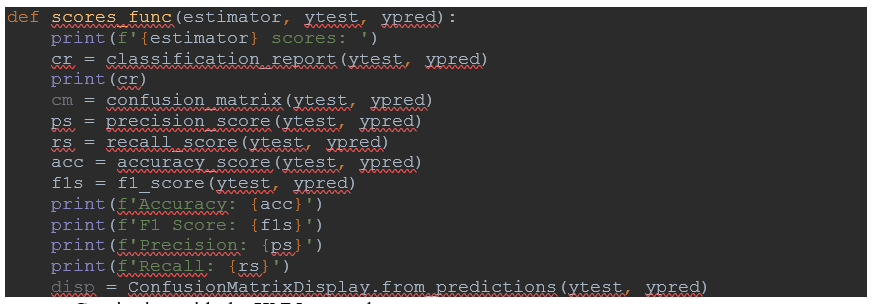 def scores_func(estimator, ytest, ypred):
    print(f'{estimator} scores: ')
    cr = classification_report(ytest, ypred)
    print(cr)
    cm = confusion_matrix(ytest, ypred)
    ps = precision_score(ytest, ypred)
    rs = recall_score(ytest, ypred)
    acc = accuracy_score(ytest, ypred)
    f1s = f1_score(ytest, ypred)
    print(f'Accuracy: {acc}')
    print(f'F1 Score: {f1s}')
    print(f'Precision: {ps}')
    print(f'Recall: {rs}')
    disp = ConfusionMatrixDisplay.from_predictions(ytest, ypred)